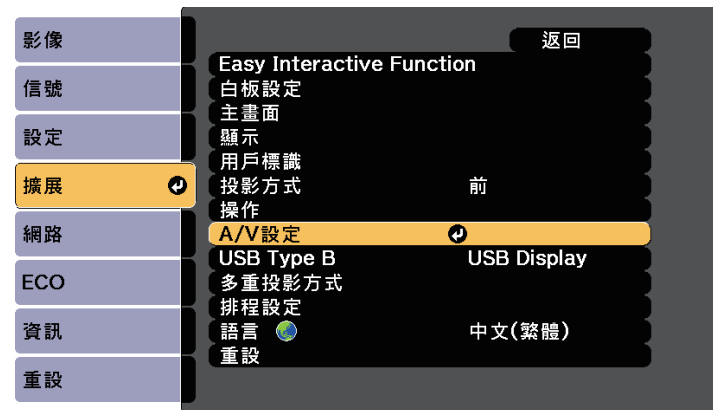 影像
信號
設定
擴展
網路
ECO
資訊
重設
返回
Easy Interactive Function
白板設定
主畫面
顯示
用戶標識
投影方式 前
操作
A/V設定
USB Type B USB Display
多重投影方式
排程設定
語言 中文(繁體)
重設